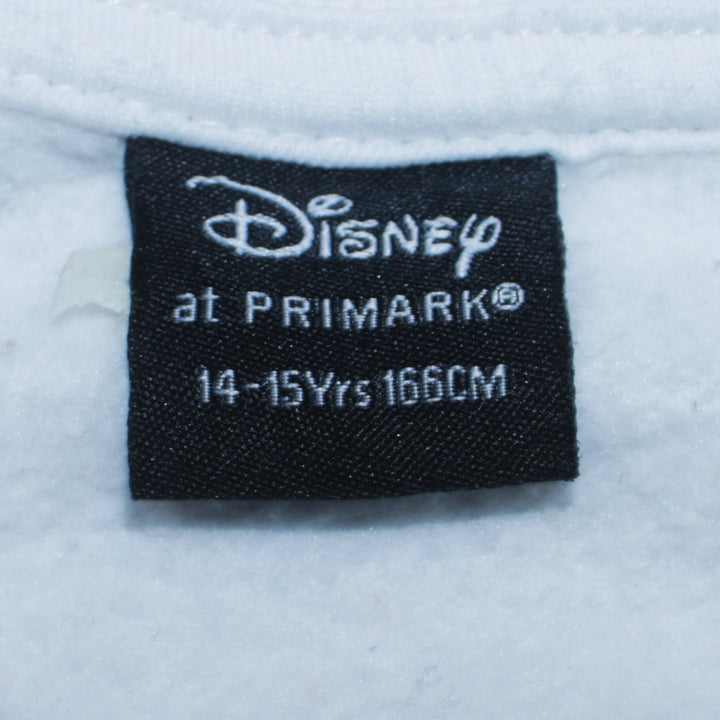 Disney
at PRIMARK®
14-15Yrs 166CM